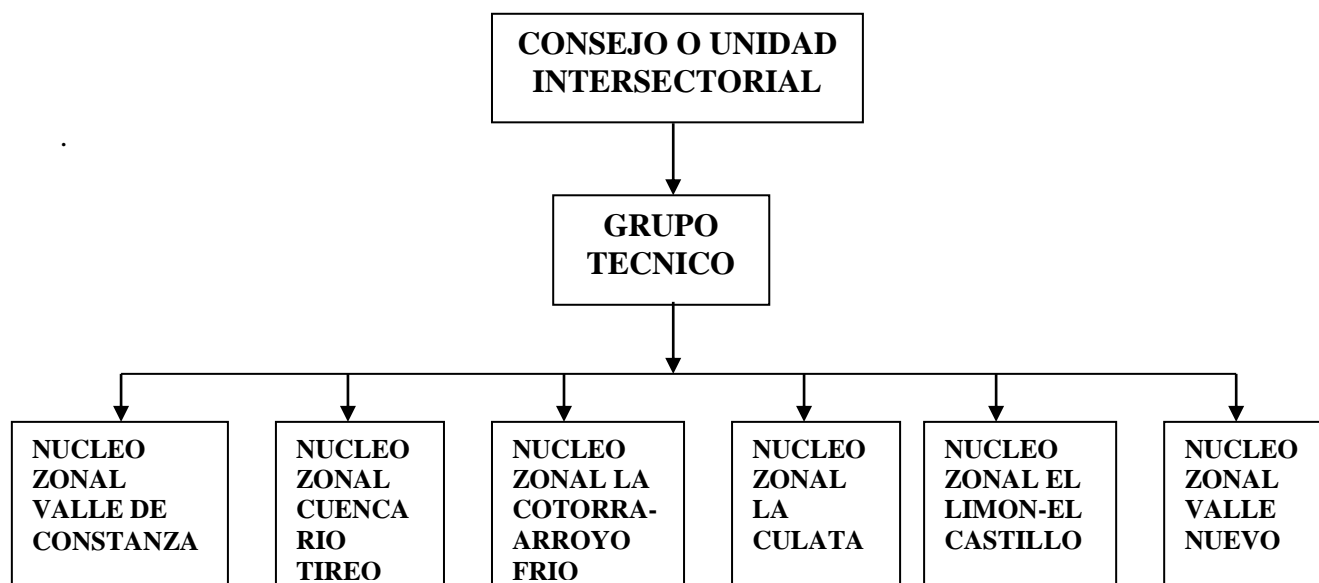 CONSEJO O UNIDAD
INTERSECTORIAL
.
GRUPO
TECNICO
NUCLEO
ZONAL
VALLE DE
CONSTANZA
NUCLEO
ZONAL
CUENCA
RIO
TIREO
NUCLEO
ZONAL LA
COTORRA-
ARROYO
FRIO
NUCLEO
ZONAL
LA
CULATA
NUCLEO
ZONAL EL
LIMON-EL
CASTILLO
NUCLEO
ZONAL
VALLE
NUEVO